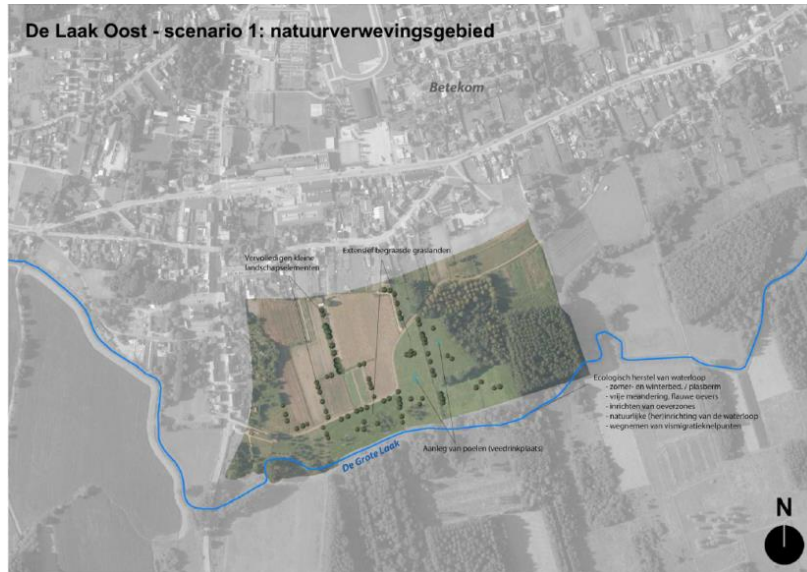 De Laak Oost - scenario 1: natuurverwevingsgebied
Betekom
Extensief begraasde graslanden
Vervolledigen kleine
landschapselementen
Ecologisch herstel van waterloop
- zomer- en winterbed / plasberm
- vrije meandering, flauwe oevers
- inrichten van oeverzones
- natuurlijke (her)inrichting van de waterloop
- wegnemen van vismigratieknelpunten
Aanleg van poelen (veedrinkplaats)
De Grote Laak
N